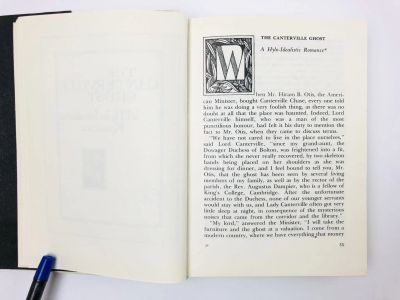 THE CANTERVILLE GHOST
A Hylo-Idealistic Romance*
When Mr. Hiram B. Otis, the Ameri-
can Minister, bought Canterville Chase, every one told
him he was doing a very foolish thing, as there was no
doubt at all that the place was haunted. Indeed, Lord
Canterville himself, who was a man of the most
punctilious honour, had felt it his duty to mention the
fact to Mr. Otis, when they came to discuss terms.
"We have not cared to live in the place ourselves,"
said Lord Canterville, "since my grand-aunt, the
Dowager Duchess of Bolton, was frightened into a fit,
from which she never really recovered, by two skeleton
hands being placed on her shoulders as she was
dressing for dinner, and I feel bound to tell you, Mr.
Otis, that the ghost has been seen by several living
members of my family, as well as by the rector of the
parish, the Rev. Augustus Dampier, who is a fellow of
King's College, Cambridge. After the unfortunate
accident to the Duchess, none of our younger servants
would stay with us, and Lady Canterville often got very
little sleep at night, in consequence of the mysterious
noises that came from the corridor and the library."
"My lord," answered the Minister, "I will take the
furniture and the ghost at a valuation. I come from a
modern country, where we have everything that money